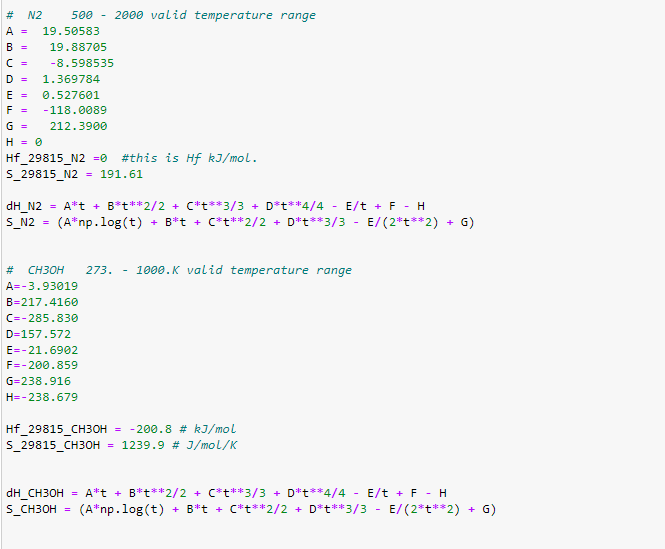 #  N2    500 - 2000 valid temperature range
A =  19.50583
B =   19.88705
C =   -8.598535
D =  1.369784
E =  0.527601
F =  -118.0089
G =   212.3900
H = 0
Hf_29815_N2 =0  #this is Hf kJ/mol.
S_29815_N2 = 191.61
dH_N2 = A*t + B*t**2/2 + C*t**3/3 + D*t**4/4 - E/t + F - H
S_N2 = (A*np.log(t) + B*t + C*t**2/2 + D*t**3/3 - E/(2*t**2) + G)
#  CH3OH   273. - 1000.K valid temperature range
A=-3.93019
B=217.4160
C=-285.830
D=157.572
E=-21.6902
F=-200.859
G=238.916
H=-238.679
Hf_29815_CH3OH = -200.8 # kJ/mol
S_29815_CH3OH = 1239.9 # J/mol/K
dH_CH3OH = A*t + B*t**2/2 + C*t**3/3 + D*t**4/4 - E/t + F - H
S_CH3OH = (A*np.log(t) + B*t + C*t**2/2 + D*t**3/3 - E/(2*t**2) + G)